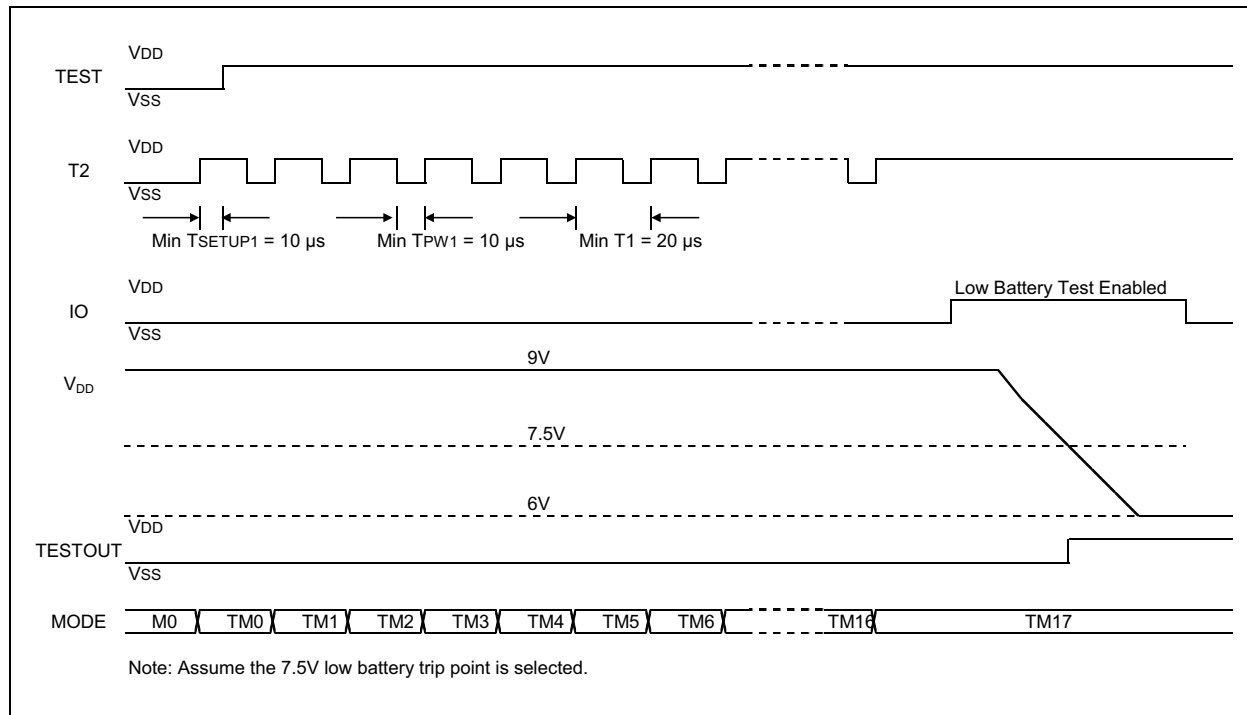 VDD
TEST
VSS
VDD
T2
VSS
Min TSETUP1 = 10 µs
Min TPW1 = 10 µs
Min T1 = 20 µs
VDD
Low Battery Test Enabled
IO
VSS
9V
VDD
7.5V
6V
VDD
TESTOUT
VSS
MODE M0 TM0 TM1 TM2 TM3 TM4 TM5 TM6 TM16 TM17
Note: Assume the 7.5V low battery trip point is selected.